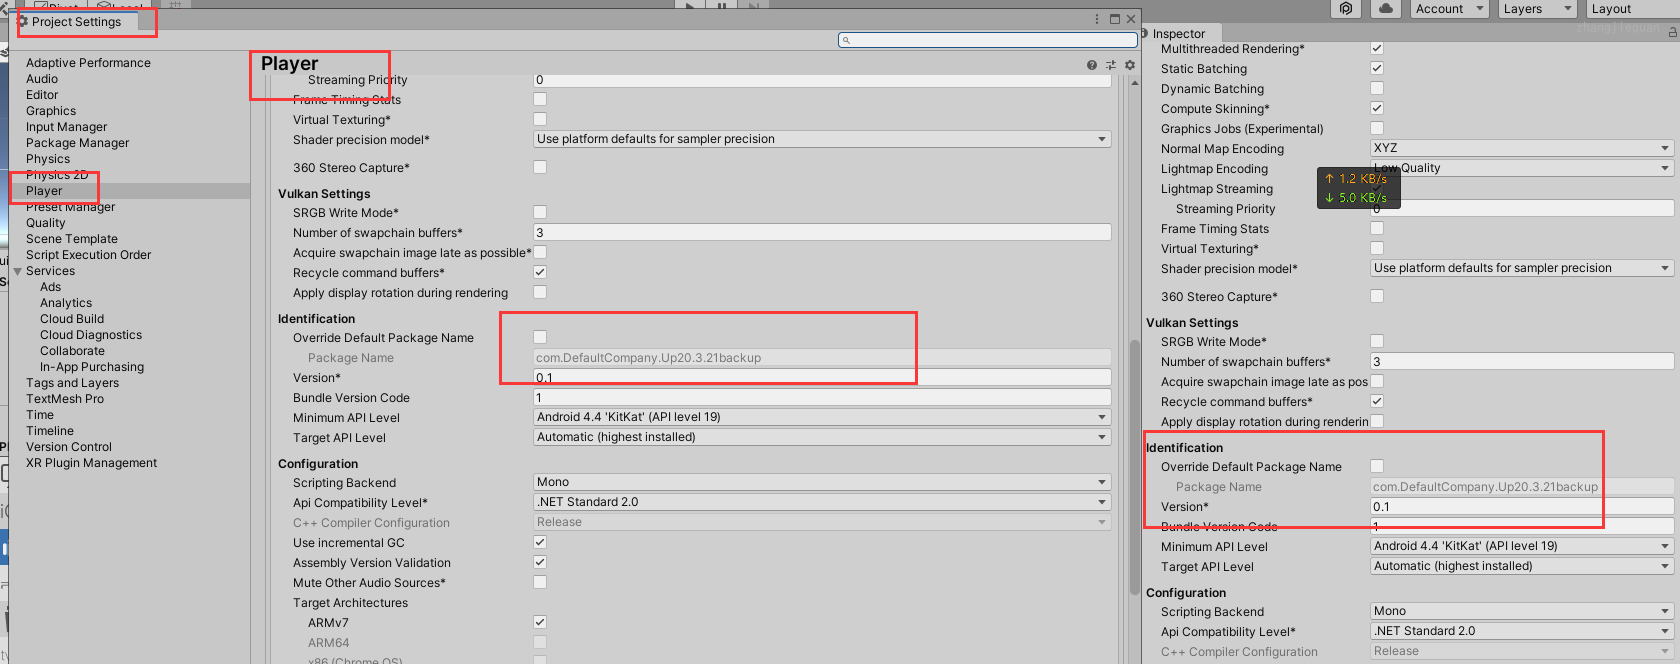 Pivot
Local
Account
Layers
Layout
Project Settings
Adaptive Performance
Audio
Editor
Graphics
Input Manager
Package Manager
Physics
Physics 2D
Player
Preset Manager
Quality
Scene Template
Script Execution Order
Services
Ads
Analytics
Cloud Build
Cloud Diagnostics
Collaborate
In-App Purchasing
Tags and Layers
TextMesh Pro
Time
Timeline
Version Control
XR Plugin Management
Player
Streaming Priority 0
Frame Timing Stats
Virtual Texturing*
Shader precision model* Use platform defaults for sampler precision
360 Stereo Capture*
Vulkan Settings
SRGB Write Mode*
Number of swapchain buffers* 3
Acquire swapchain image late as possible*
Recycle command buffers*
Apply display rotation during rendering
Identification
Override Default Package Name
Package Name com.DefaultCompany.Up20.3.21backup
Version* 0.1
Bundle Version Code 1
Minimum API Level Android 4.4 'KitKat' (API level 19)
Target API Level Automatic (highest installed)
Configuration
Scripting Backend Mono
Api Compatibility Level* .NET Standard 2.0
C++ Compiler Configuration Release
Use incremental GC
Assembly Version Validation
Mute Other Audio Sources*
Target Architectures
ARMv7
ARM64
x86 (Chrome OS)
Inspector
zhangjiequan
Multithreaded Rendering*
Static Batching
Dynamic Batching
Compute Skinning*
Graphics Jobs (Experimental)
Normal Map Encoding XYZ
Lightmap Encoding Low Quality
Lightmap Streaming
↑ 1.2 KB/s
↓ 5.0 KB/s
Streaming Priority 0
Frame Timing Stats
Virtual Texturing*
Shader precision model* Use platform defaults for sampler precision
360 Stereo Capture*
Vulkan Settings
SRGB Write Mode*
Number of swapchain buffers* 3
Acquire swapchain image late as pos
Recycle command buffers*
Apply display rotation during renderin
Identification
Override Default Package Name
Package Name com.DefaultCompany.Up20.3.21backup
Version* 0.1
Bundle Version Code 1
Minimum API Level Android 4.4 'KitKat' (API level 19)
Target API Level Automatic (highest installed)
Configuration
Scripting Backend Mono
Api Compatibility Level* .NET Standard 2.0
C++ Compiler Configuration Release